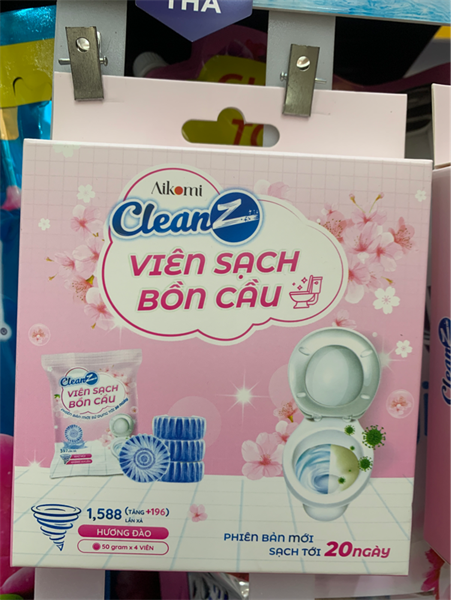 THẢ
Aikomi
CleanZ
VIÊN SẠCH
BỒN CẦU
CleanZ
VIÊN SẠCH
BỒN CẦU
1,588 (TẶNG +196)
LẦN XẢ
HƯƠNG ĐÀO
50 gram x 4 VIÊN
PHIÊN BẢN MỚI
SẠCH TỚI 20NGÀY